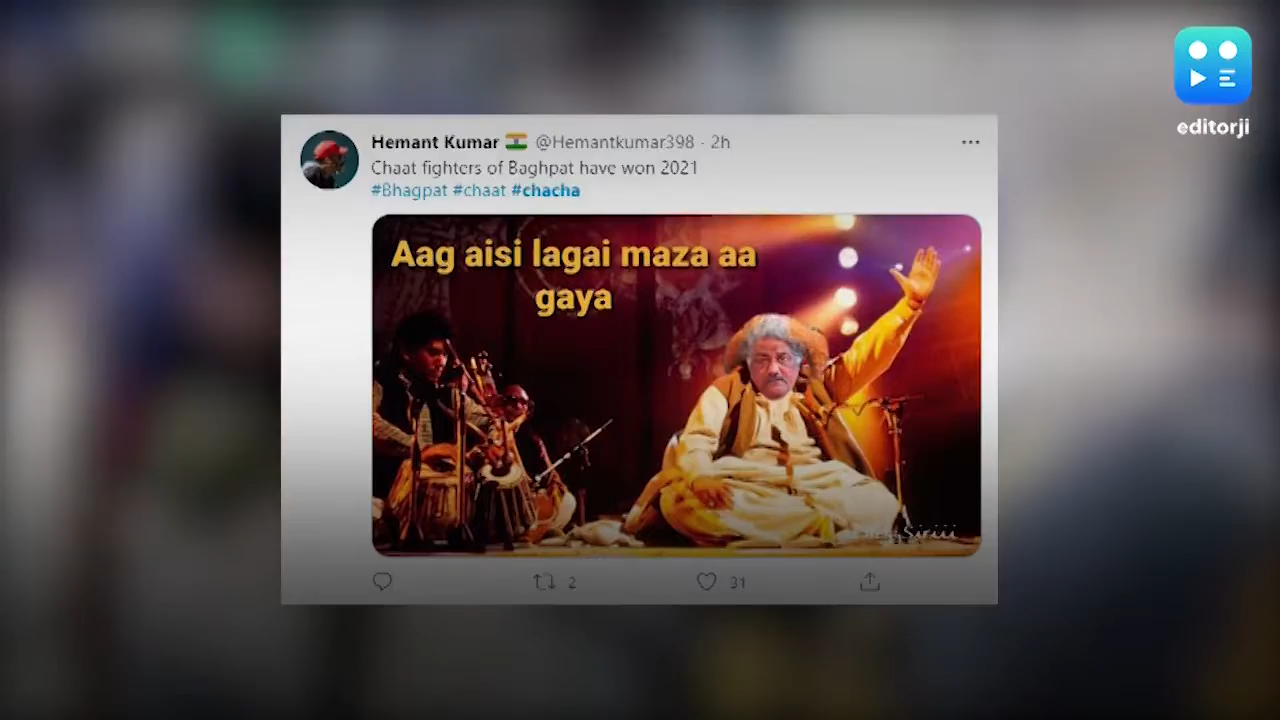 editorji
Hemant Kumar @Hemantkumar398 · 2h
Chaat fighters of Baghpat have won 2021
#Bhagpat #chaat #chacha
Aag aisi lagai maza aa
gaya
2
31